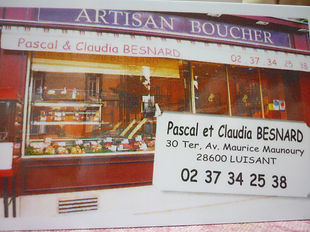 ARTISAN BOUCHER
Pascal & Claudia BESNARD 02 37 34 25 38
Pascal et Claudia BESNARD
30 Ter, Av. Maurice Maunoury
28600 LUISANT
02 37 34 25 38